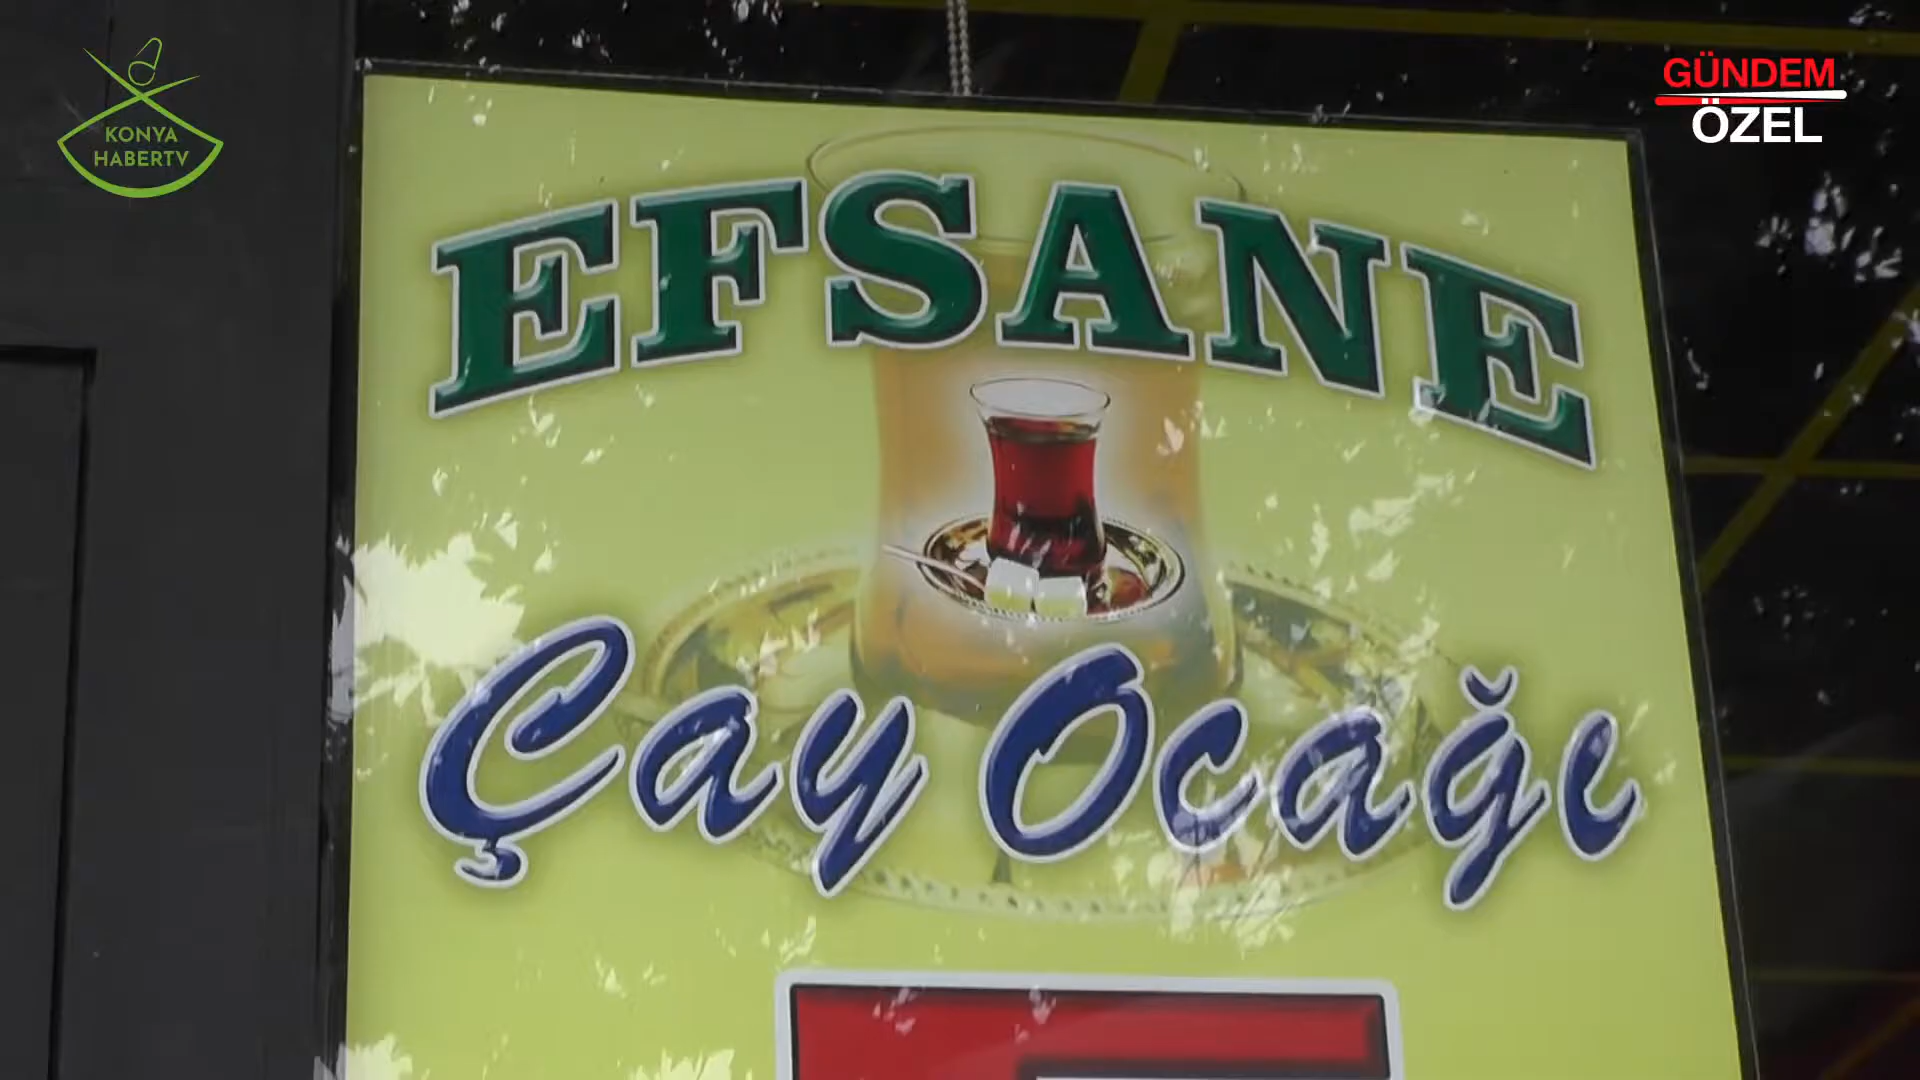 KONYA
HABERTV
GÜNDEM
ÖZEL
EFSANE
Çay Ocağı